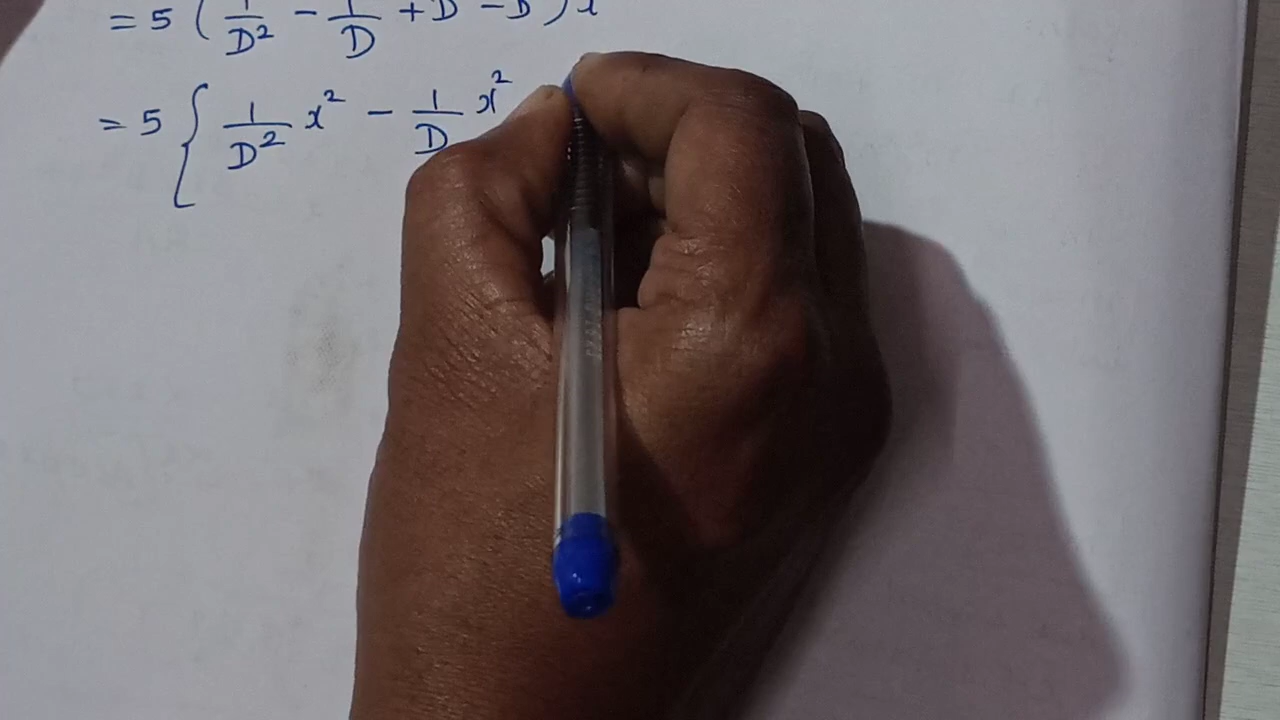 = 5 ( 1/D² - 1/D + D - D ) x
= 5 { 1/D² x² - 1/D x²